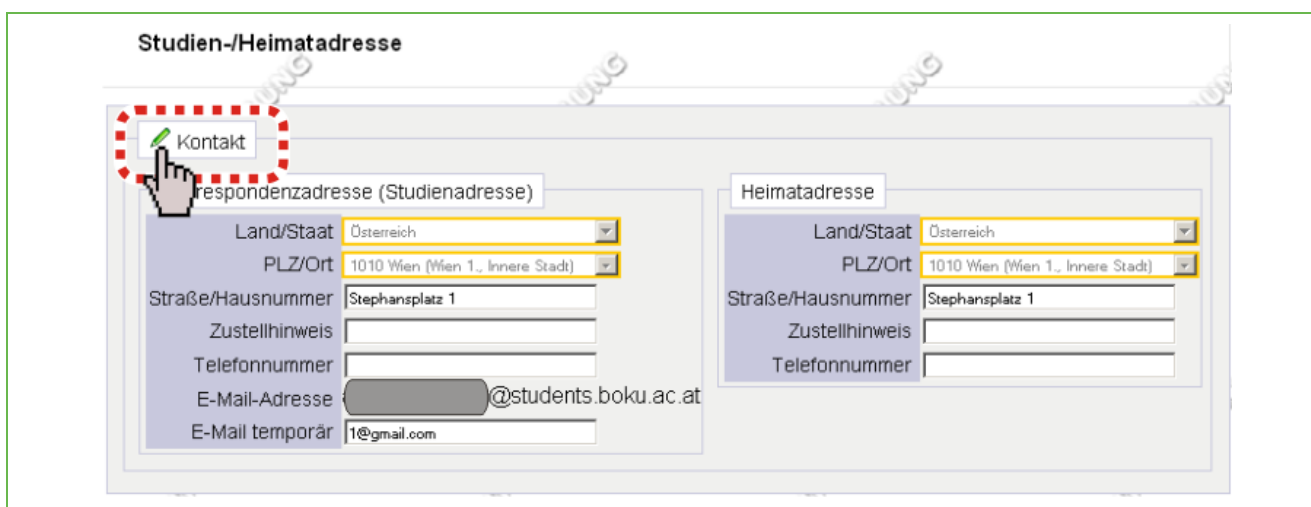 Studien-/Heimatadresse
Kontakt
respondenzadresse (Studienadresse)
Land/Staat Österreich
PLZ/Ort 1010 Wien (Wien 1., Innere Stadt)
Straße/Hausnummer Stephansplatz 1
Zustellhinweis
Telefonnummer
E-Mail-Adresse @students.boku.ac.at
E-Mail temporär 1@gmail.com
Heimatadresse
Land/Staat Österreich
PLZ/Ort 1010 Wien (Wien 1., Innere Stadt)
Straße/Hausnummer Stephansplatz 1
Zustellhinweis
Telefonnummer